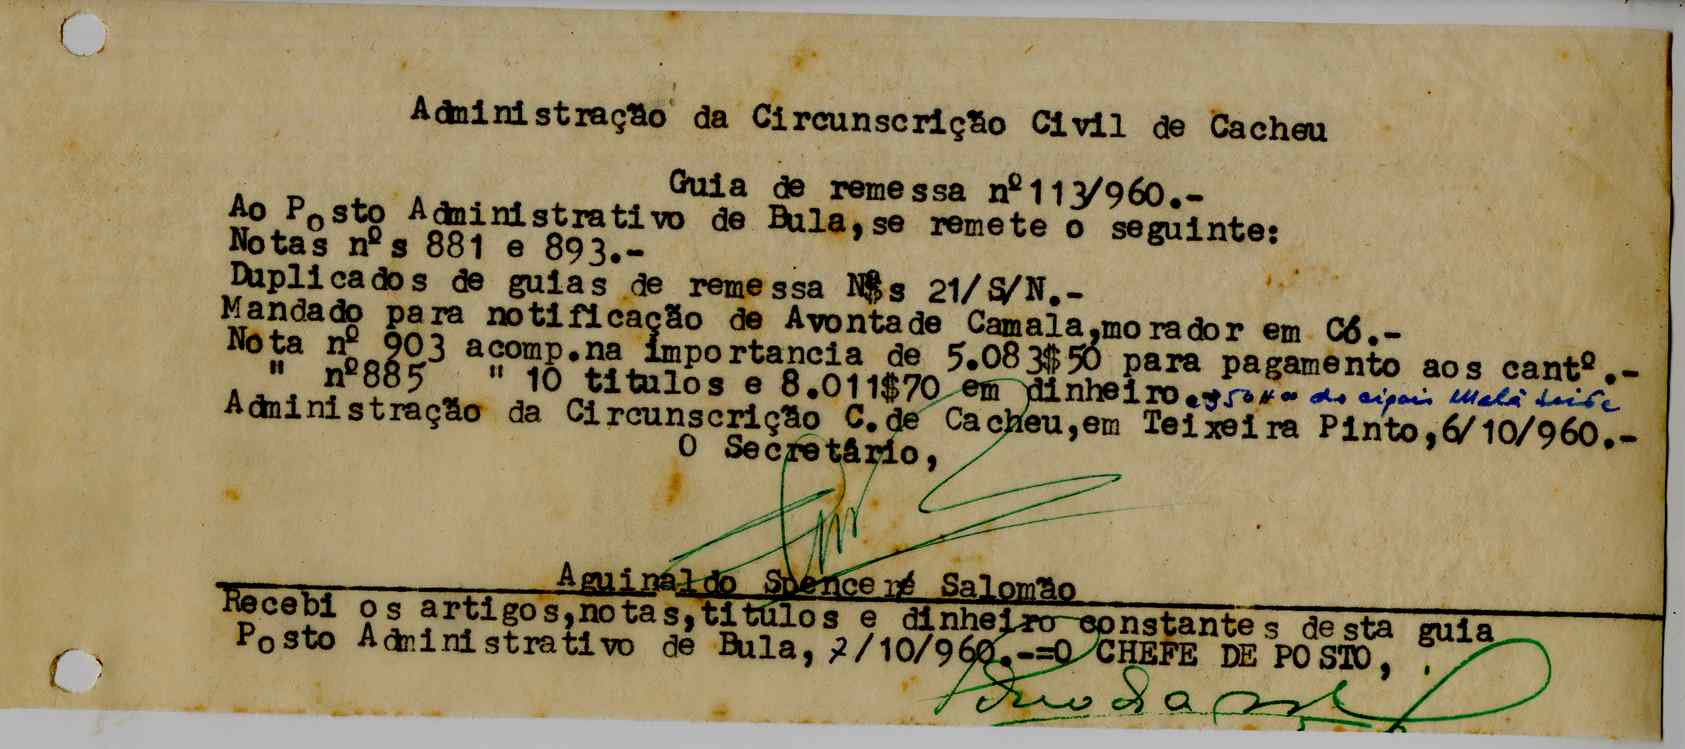 Administração da Circunscrição Civil de Cacheu
Guia de remessa nº113/960.-
Ao Posto Administrativo de Bula,se remete o seguinte:
Notas nºs 881 e 893.-
Duplicados de guias de remessa N$s 21/S/N.-
Mandado para notificação de Avontade Camala,morador em Có.-
Nota nº 903 acomp.na importancia de 5.083$50 para pagamento aos cantº.-
" nº885 " 10 titulos e 8.011$70 em dinheiro. do cipais Malá
Administração da Circunscrição C.de Cacheu,em Teixeira Pinto,6/10/960.-
O Secretário,
Aguinaldo Spenceré Salomão
Recebi os artigos,notas,titulos e dinheiro constantes desta guia
Posto Administrativo de Bula, 7/10/960.-=O CHEFE DE POSTO,